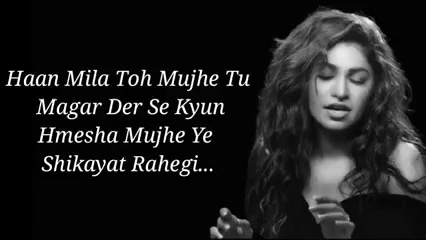 Haan Mila Toh Mujhe Tu
Magar Der Se Kyun
Hmesha Mujhe Ye
Shikayat Rahegi...